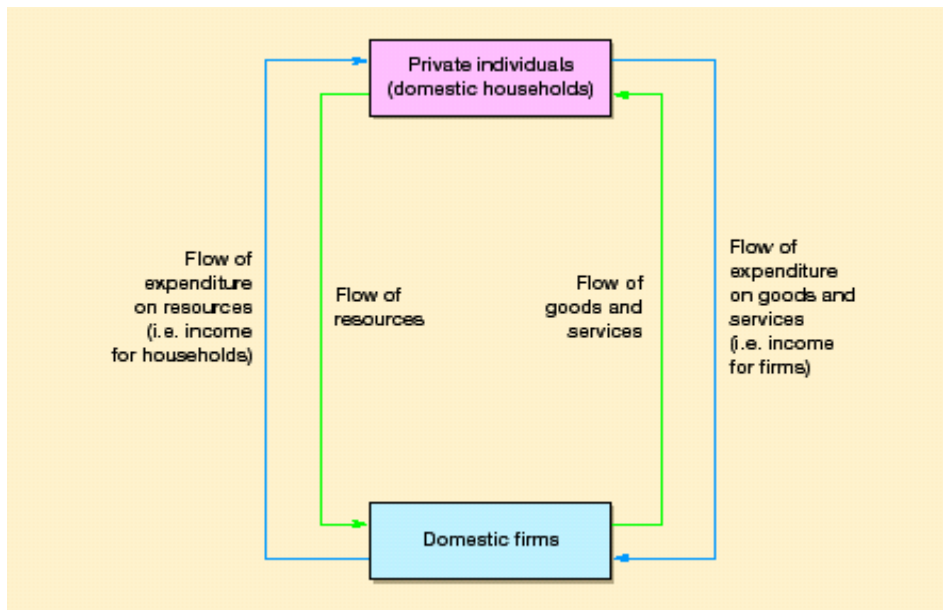 Private individuals
(domestic households)
Flow of
expenditure
on resources
(i.e. income
for households)
Flow of
resources
Flow of
goods and
services
Flow of
expenditure
on goods and
services
(i.e. income
for firms)
Domestic firms